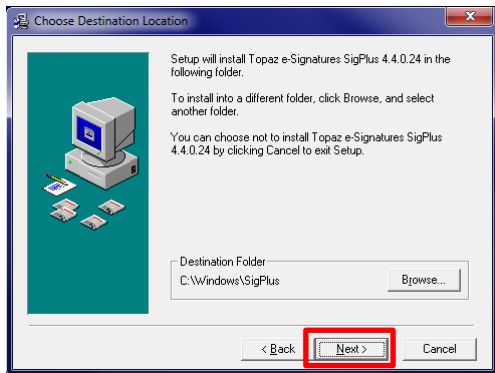 Choose Destination Location
Setup will install Topaz e-Signatures SigPlus 4.4.0.24 in the
following folder.
To install into a different folder, click Browse, and select
another folder.
You can choose not to install Topaz e-Signatures SigPlus
4.4.0.24 by clicking Cancel to exit Setup.
Destination Folder
C:\Windows\SigPlus
Browse...
< Back
Next >
Cancel